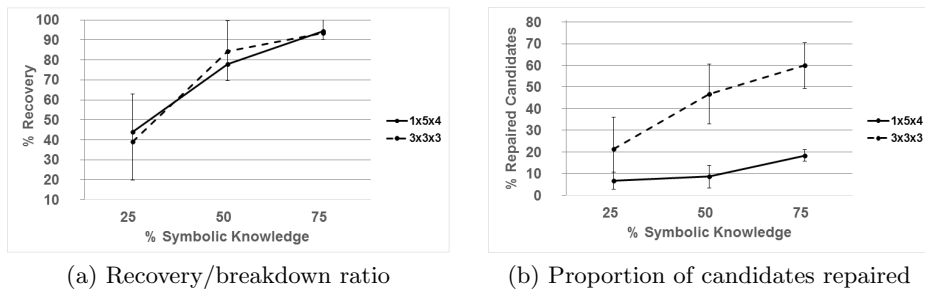 100
90
80
70
60
50
40
30
20
10
% Recovery
25 50 75
% Symbolic Knowledge
1x5x4
3x3x3
(a) Recovery/breakdown ratio
80
70
60
50
40
30
20
10
0
% Repaired Candidates
25 50 75
% Symbolic Knowledge
1x5x4
3x3x3
(b) Proportion of candidates repaired